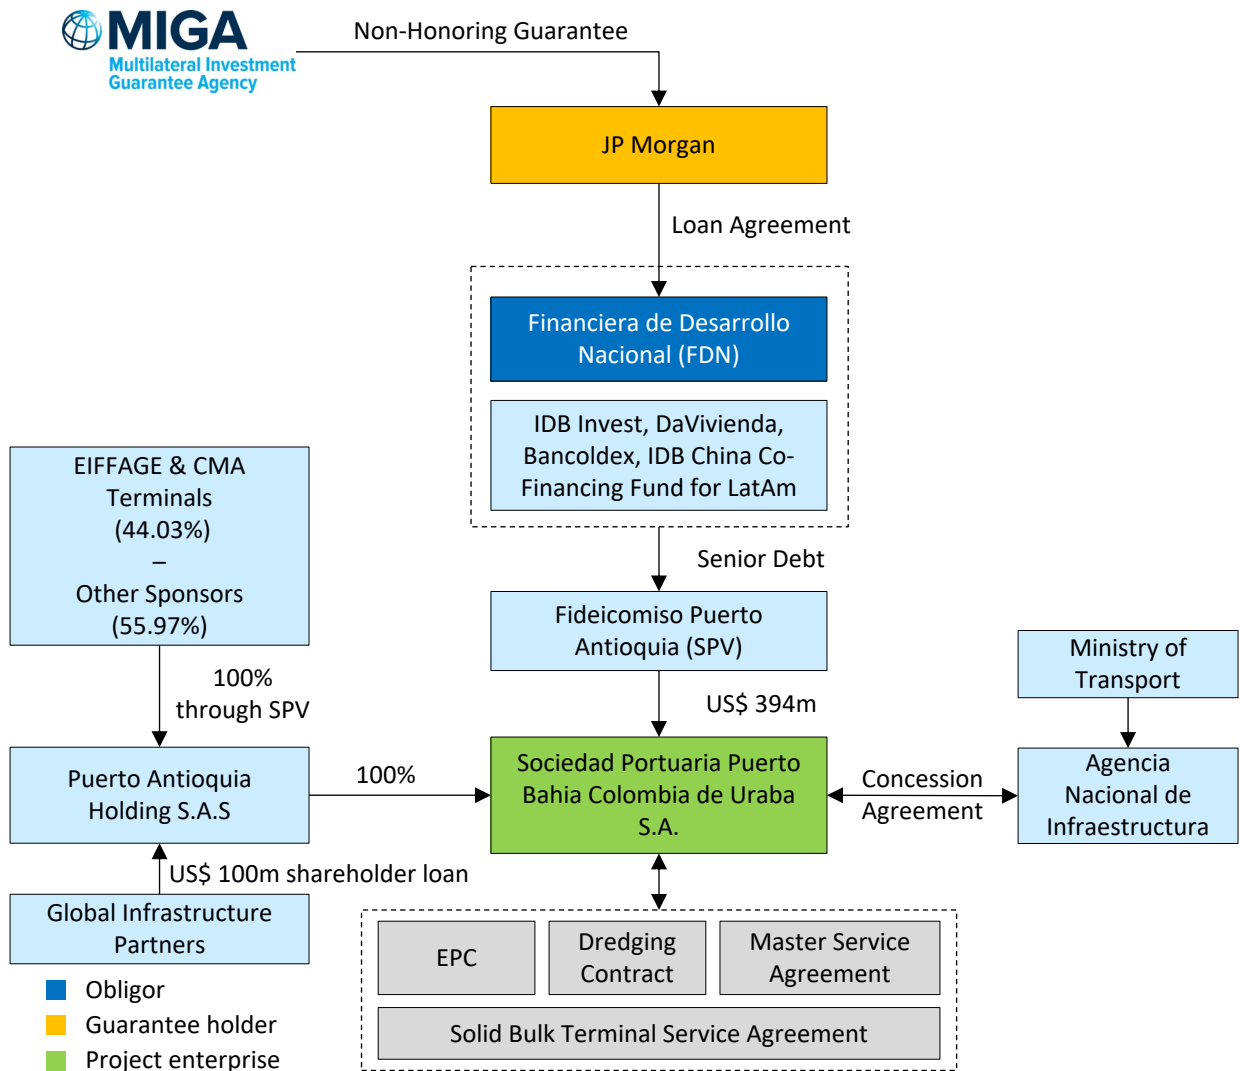 MIGA
Multilateral Investment
Guarantee Agency
Non-Honoring Guarantee
JP Morgan
Loan Agreement
Financiera de Desarrollo
Nacional (FDN)
IDB Invest, DaVivienda,
Bancoldex, IDB China Co-
Financing Fund for LatAm
EIFFAGE & CMA
Terminals
(44.03%)
–
Other Sponsors
(55.97%)
Senior Debt
Fideicomiso Puerto
Antioquia (SPV)
Ministry of
Transport
100%
through SPV
US$ 394m
Puerto Antioquia
Holding S.A.S
100%
Sociedad Portuaria Puerto
Bahia Colombia de Uraba
S.A.
Concession
Agreement
Agencia
Nacional de
Infraestructura
US$ 100m shareholder loan
Global Infrastructure
Partners
EPC
Dredging
Contract
Master Service
Agreement
Solid Bulk Terminal Service Agreement
Obligor
Guarantee holder
Project enterprise